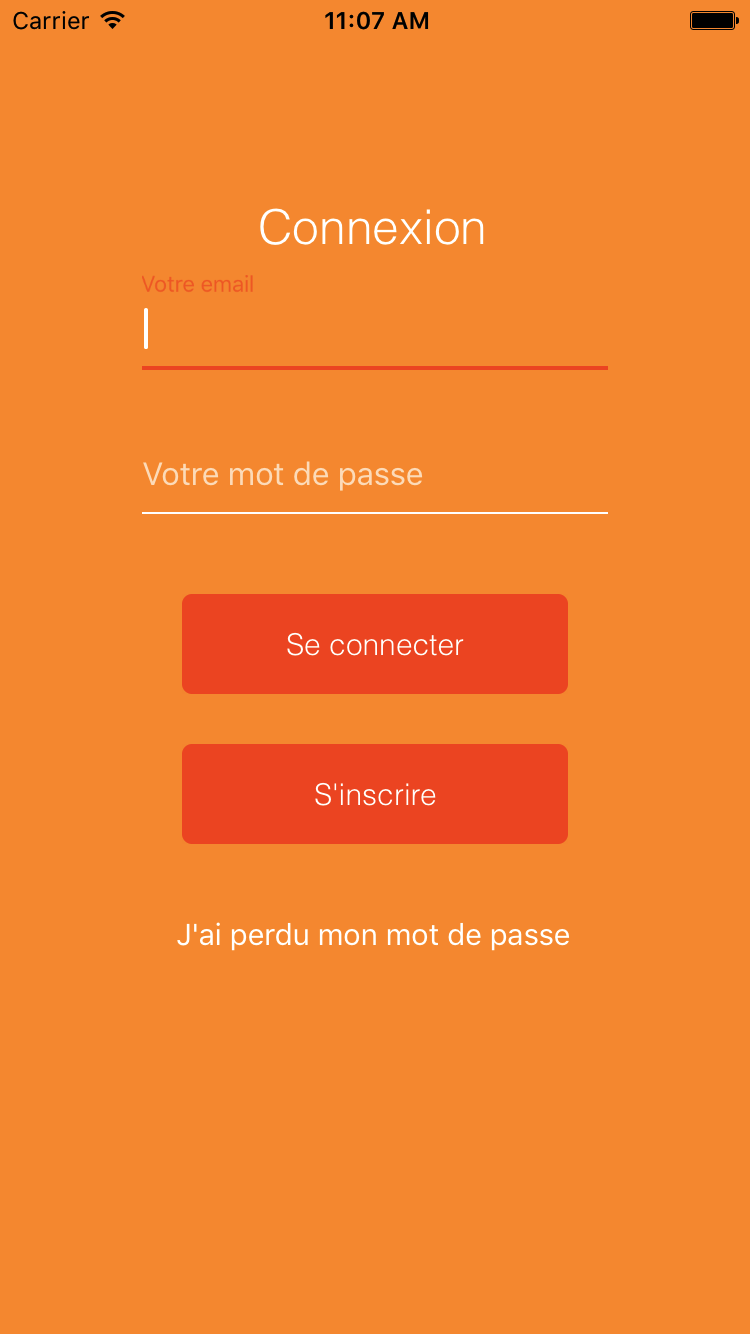 Carrier 11:07 AM
Connexion
Votre email
Votre mot de passe
Se connecter
S'inscrire
J'ai perdu mon mot de passe